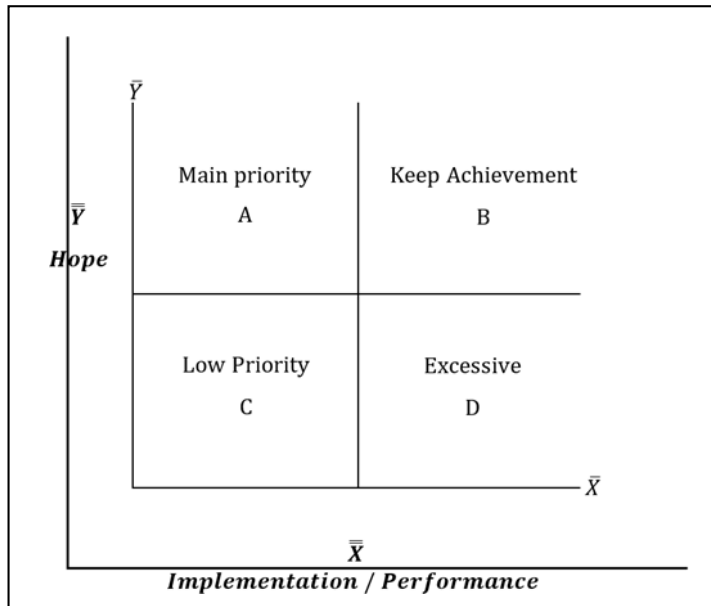 Ȳ
Main priority
Keep Achievement
A
B
Y̿
Hope
Low Priority
Excessive
C
D
X̄
X̿
Implementation / Performance